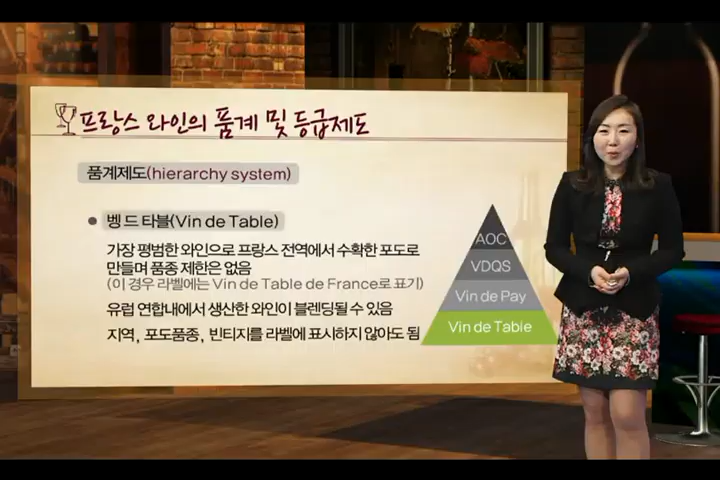 프랑스 와인의 품계 및 등급제도
품계제도(hierarchy system)
벵 드 타블(Vin de Table)
가장 평범한 와인으로 프랑스 전역에서 수확한 포도로
만들며 품종 제한은 없음
(이 경우 라벨에는 Vin de Table de France로 표기)
유럽 연합내에서 생산한 와인이 블렌딩될 수 있음
지역, 포도품종, 빈티지를 라벨에 표시하지 않아도 됨
AOC
VDQS
Vin de Pay
Vin de Table